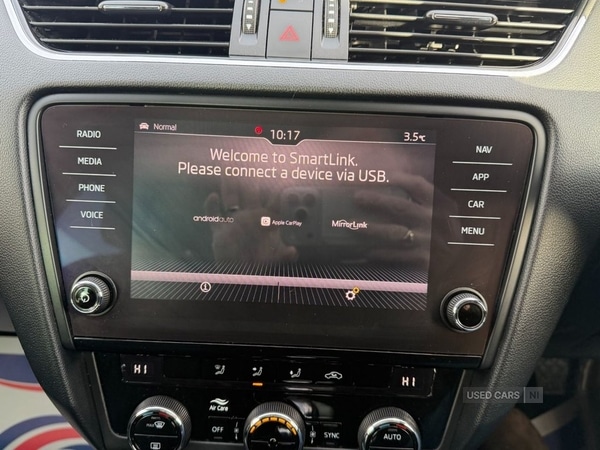 RADIO
MEDIA
PHONE
VOICE
Normal
10:17
3.5°C
Welcome to SmartLink.
Please connect a device via USB.
androidauto
Apple CarPlay
MirrorLink
NAV
APP
CAR
MENU
HI
HI
Air Care
OFF
SYNC
AUTO
MAX
USED CARS NI